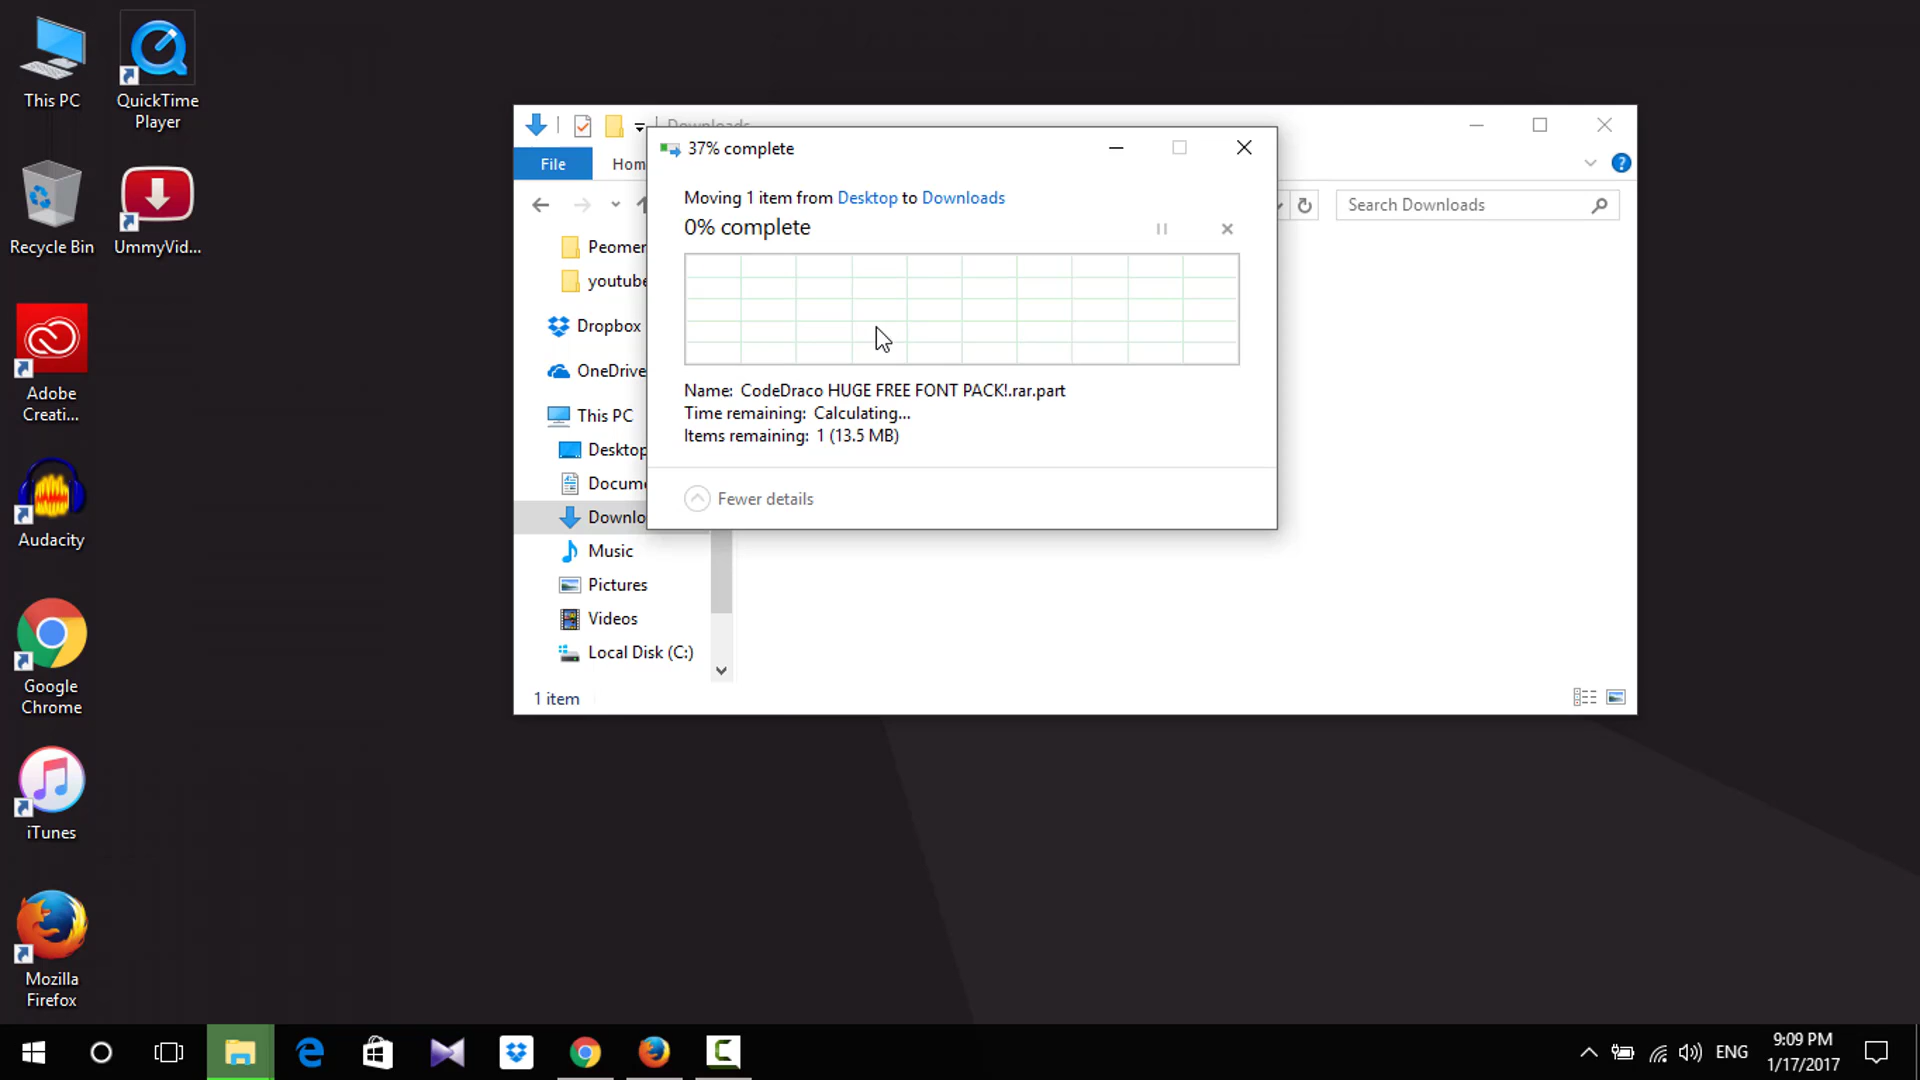 This PC
QuickTime
Player
Recycle Bin
UmmyVid...
Adobe
Creati...
Audacity
Google
Chrome
iTunes
Mozilla
Firefox
Downloads
File
Hom
Search Downloads
Peomer
youtube
Dropbox
OneDrive
This PC
Desktop
Docume
Downlo
Music
Pictures
Videos
Local Disk (C:)
1 item
37% complete
Moving 1 item from Desktop to Downloads
0% complete
Name: CodeDraco HUGE FREE FONT PACK!.rar.part
Time remaining: Calculating...
Items remaining: 1 (13.5 MB)
Fewer details
ENG
9:09 PM
1/17/2017